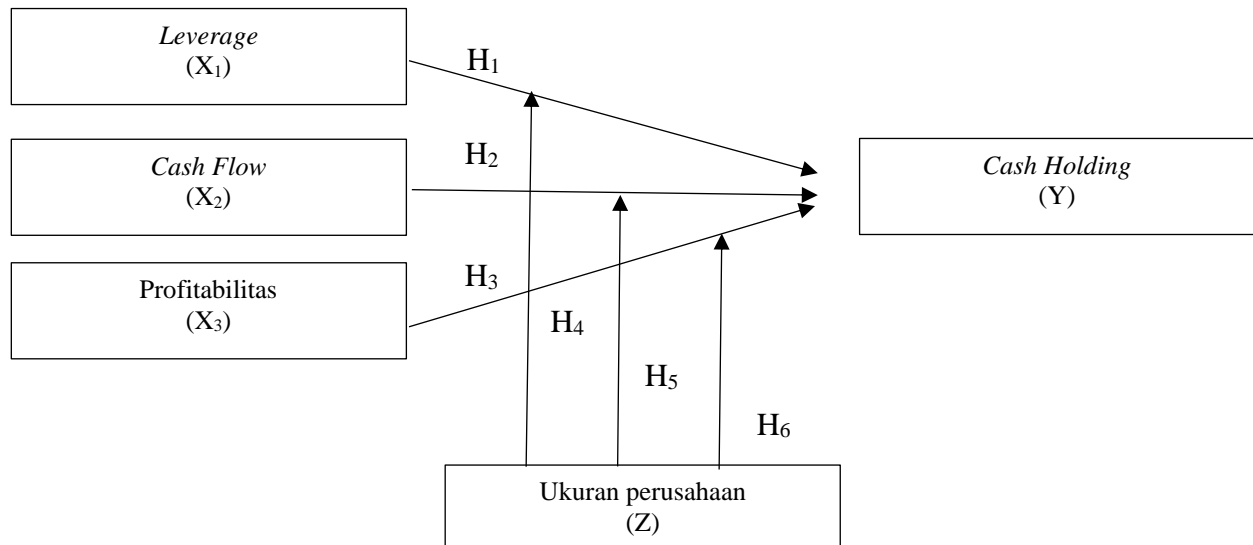 Leverage
(X₁)
H₁
Cash Flow
(X₂)
H₂
Cash Holding
(Y)
Profitabilitas
(X₃)
H₃
H₄
H₅
H₆
Ukuran perusahaan
(Z)